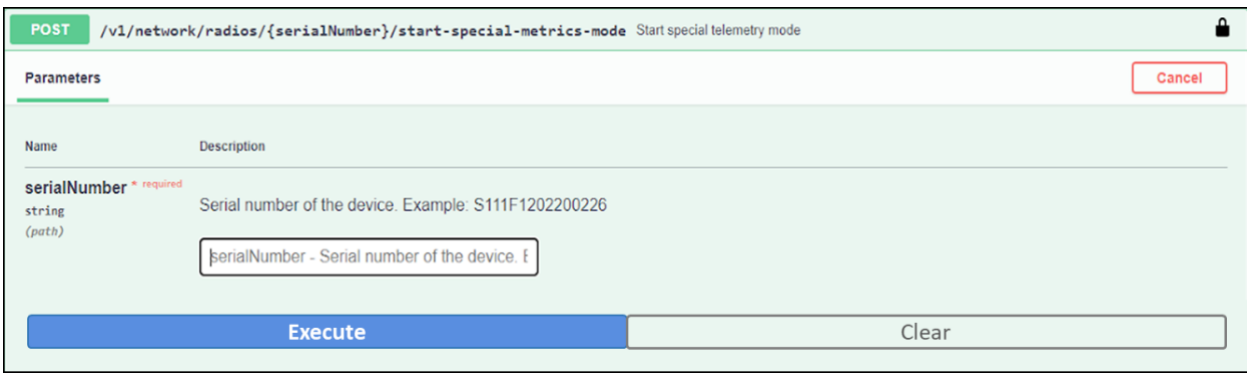 POST /v1/network/radios/{serialNumber}/start-special-metrics-mode Start special telemetry mode
Parameters Cancel
Name Description
serialNumber * required
string
(path)
Serial number of the device. Example: S111F1202200226
serialNumber - Serial number of the device. E
Execute Clear